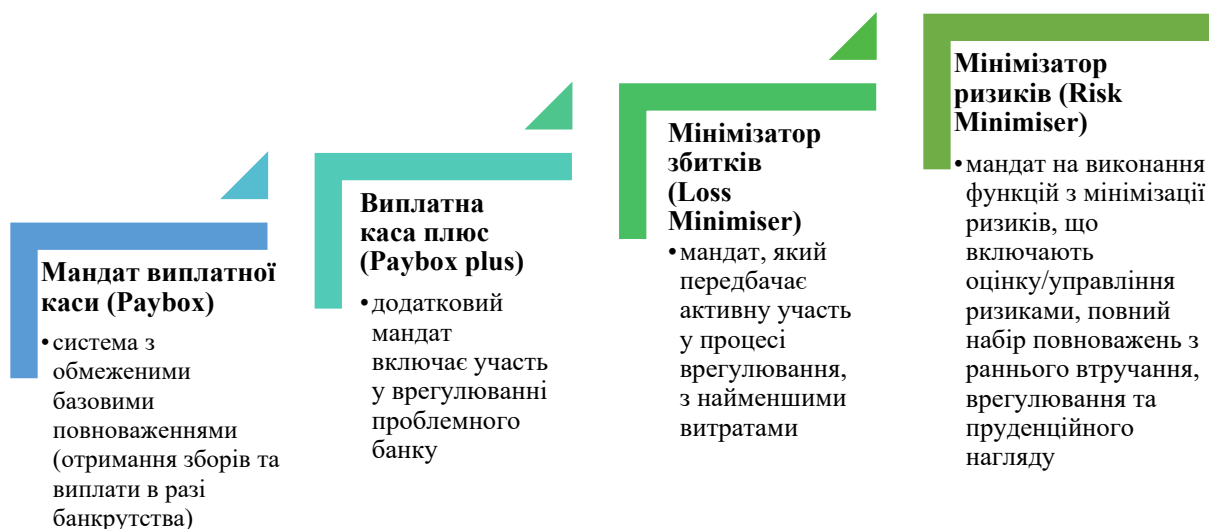 Мандат виплатної
каси (Paybox)
•система з
обмеженими
базовими
повноваженнями
(отримання зборів та
виплати в разі
банкрутства)
Виплатна
каса плюс
(Paybox plus)
•додатковий
мандат
включає участь
у врегулюванні
проблемного
банку
Мінімізатор
збитків
(Loss
Minimiser)
•мандат, який
передбачає
активну участь
у процесі
врегулювання,
з найменшими
витратами
Мінімізатор
ризиків (Risk
Minimiser)
•мандат на виконання
функцій з мінімізації
ризиків, що
включають
оцінку/управління
ризиками, повний
набір повноважень з
раннього втручання,
врегулювання та
пруденційного
нагляду